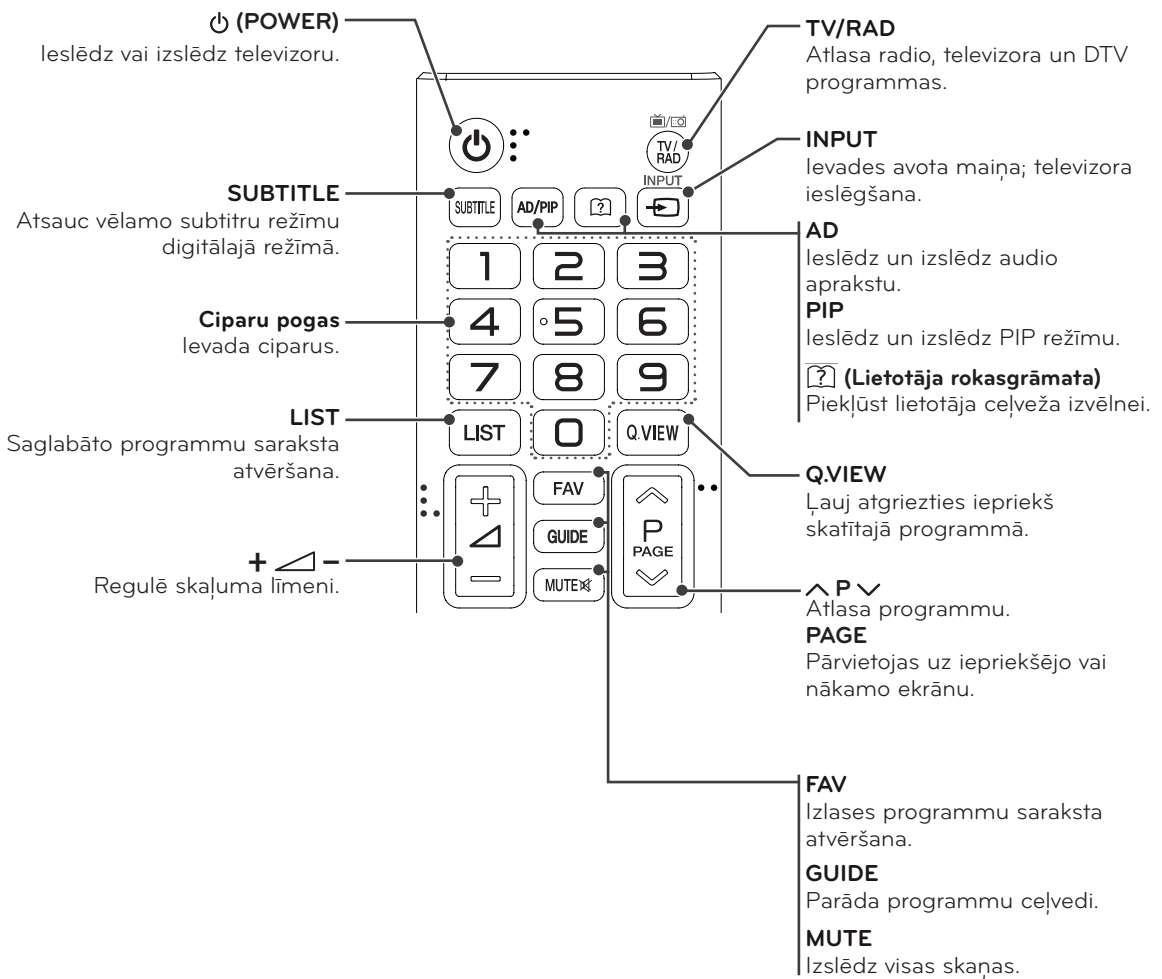 ⏻ (POWER)
Ieslēdz vai izslēdz televizoru.
SUBTITLE
Atsauc vēlamo subtitru režīmu
digitālajā režīmā.
Ciparu pogas
Ievada ciparus.
LIST
Saglabāto programmu saraksta
atvēršana.
+ ◿ −
Regulē skaļuma līmeni.
TV/
RAD
INPUT
SUBTITLE
AD/PIP
?
1
2
3
4
5
6
7
8
9
LIST
0
Q.VIEW
+
−
FAV
GUIDE
MUTE
P
PAGE
TV/RAD
Atlasa radio, televizora un DTV
programmas.
INPUT
Ievades avota maiņa; televizora
ieslēgšana.
AD
Ieslēdz un izslēdz audio
aprakstu.
PIP
Ieslēdz un izslēdz PIP režīmu.
? (Lietotāja rokasgrāmata)
Piekļūst lietotāja ceļveža izvēlnei.
Q.VIEW
Ļauj atgriezties iepriekš
skatītajā programmā.
︿ P ﹀
Atlasa programmu.
PAGE
Pārvietojas uz iepriekšējo vai
nākamo ekrānu.
FAV
Izlases programmu saraksta
atvēršana.
GUIDE
Parāda programmu ceļvedi.
MUTE
Izslēdz visas skaņas.